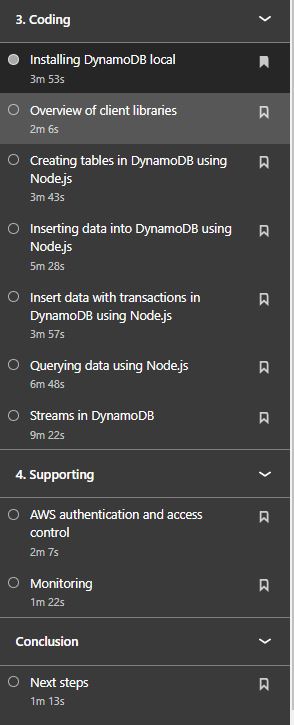 3. Coding
Installing DynamoDB local
3m 53s
Overview of client libraries
2m 6s
Creating tables in DynamoDB using
Node.js
3m 43s
Inserting data into DynamoDB using
Node.js
5m 28s
Insert data with transactions in
DynamoDB using Node.js
3m 57s
Querying data using Node.js
6m 48s
Streams in DynamoDB
9m 22s
4. Supporting
AWS authentication and access
control
2m 7s
Monitoring
1m 22s
Conclusion
Next steps
1m 13s